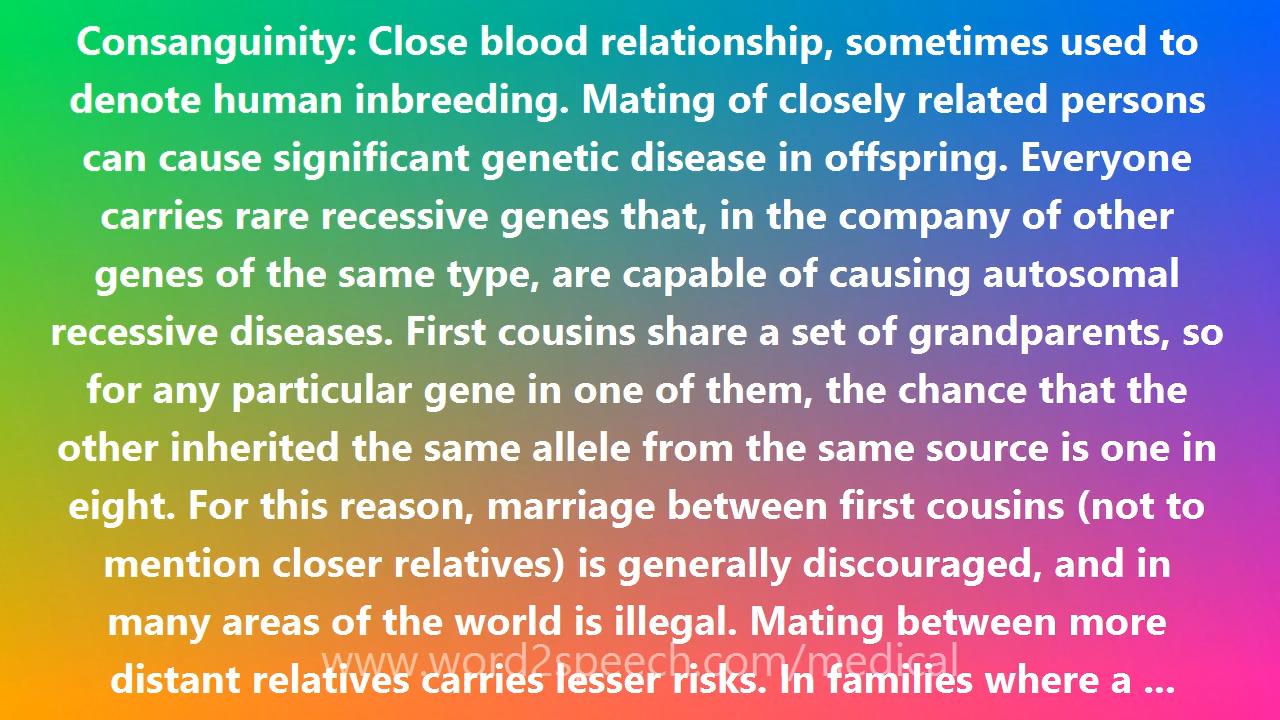 Consanguinity: Close blood relationship, sometimes used to
denote human inbreeding. Mating of closely related persons
can cause significant genetic disease in offspring. Everyone
carries rare recessive genes that, in the company of other
genes of the same type, are capable of causing autosomal
recessive diseases. First cousins share a set of grandparents, so
for any particular gene in one of them, the chance that the
other inherited the same allele from the same source is one in
eight. For this reason, marriage between first cousins (not to
mention closer relatives) is generally discouraged, and in
many areas of the world is illegal. Mating between more
www.word2speech.com/medical
distant relatives carries lesser risks. In families where a ...